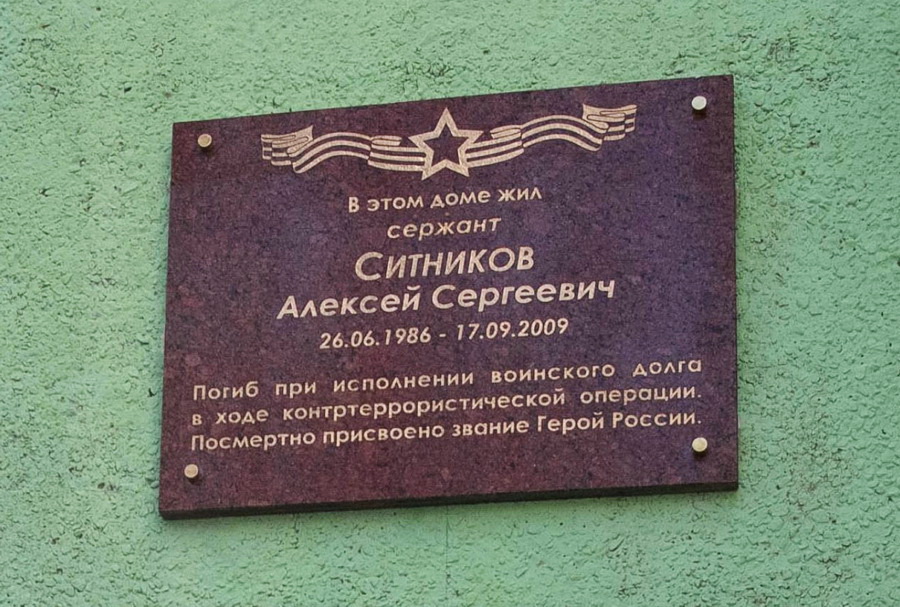 В этом доме жил
сержант
Ситников
Алексей Сергеевич
26.06.1986 - 17.09.2009
Погиб при исполнении воинского долга
в ходе контртеррористической операции.
Посмертно присвоено звание Герой России.